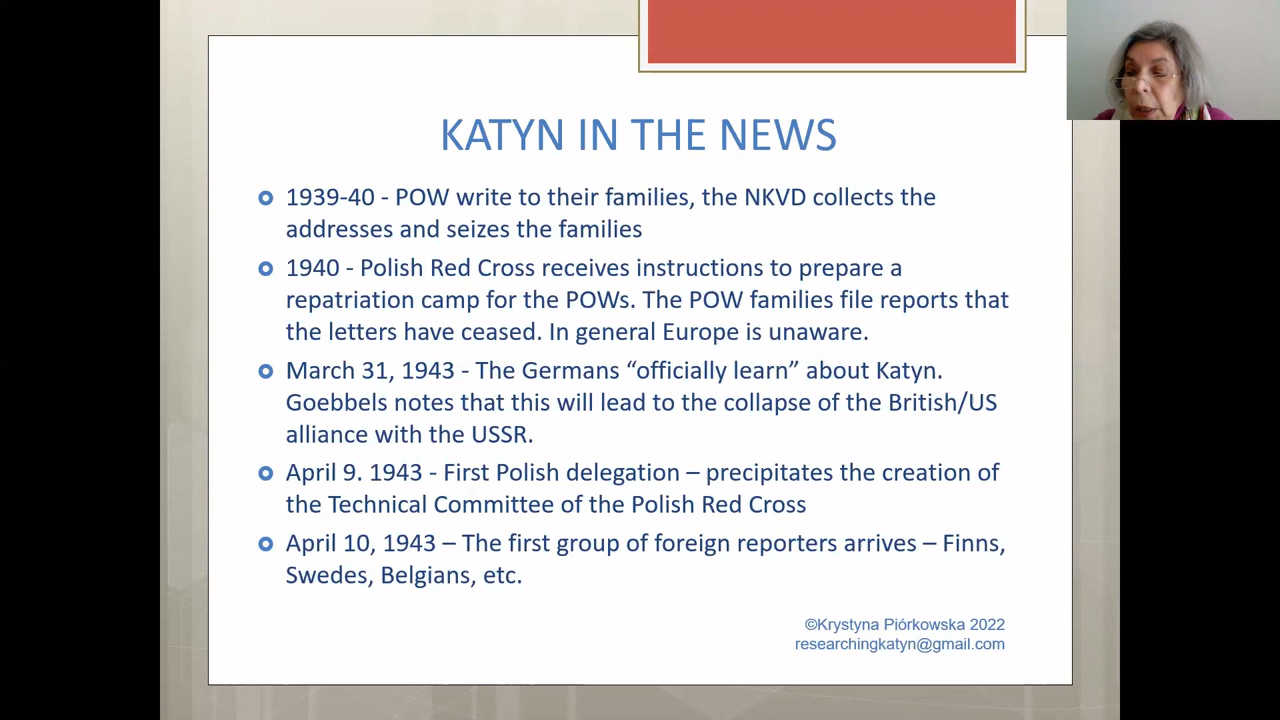 KATYN IN THE NEWS
1939-40 - POW write to their families, the NKVD collects the
addresses and seizes the families
1940 - Polish Red Cross receives instructions to prepare a
repatriation camp for the POWs. The POW families file reports that
the letters have ceased. In general Europe is unaware.
March 31, 1943 - The Germans “officially learn” about Katyn.
Goebbels notes that this will lead to the collapse of the British/US
alliance with the USSR.
April 9. 1943 - First Polish delegation – precipitates the creation of
the Technical Committee of the Polish Red Cross
April 10, 1943 – The first group of foreign reporters arrives – Finns,
Swedes, Belgians, etc.
©Krystyna Piórkowska 2022
researchingkatyn@gmail.com